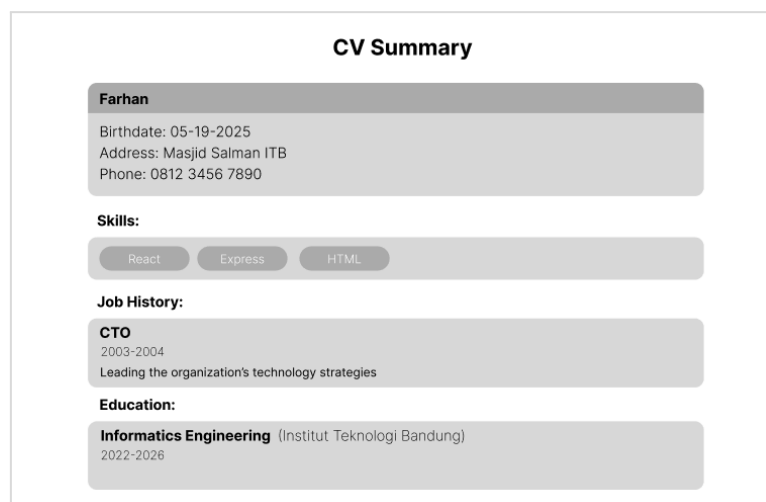 CV Summary
Farhan
Birthdate: 05-19-2025
Address: Masjid Salman ITB
Phone: 0812 3456 7890
Skills:
React Express HTML
Job History:
CTO
2003-2004
Leading the organization's technology strategies
Education:
Informatics Engineering (Institut Teknologi Bandung)
2022-2026